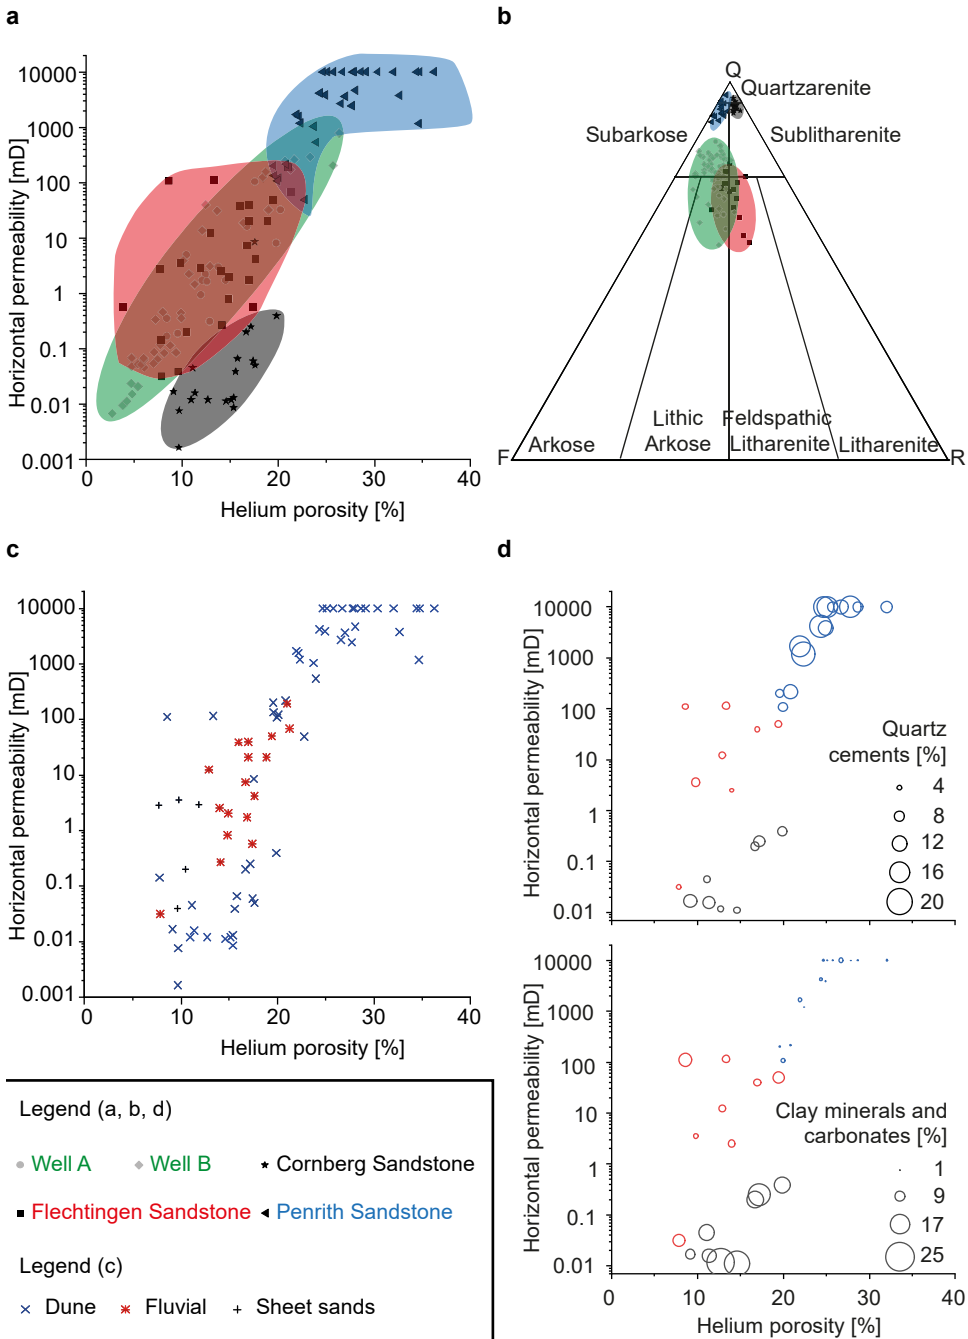 a
Horizontal permeability [mD]
10000
1000
100
10
1
0.1
0.01
0.001
0
10
20
30
40
Helium porosity [%]
b
Q
Quartzarenite
Subarkose
Sublitharenite
Lithic
Arkose
Feldspathic
Litharenite
Arkose
Litharenite
F
R
c
Horizontal permeability [mD]
10000
1000
100
10
1
0.1
0.01
0.001
0
10
20
30
40
Helium porosity [%]
d
Horizontal permeability [mD]
10000
1000
100
10
1
0.1
0.01
Quartz
cements [%]
4
8
12
16
20
Horizontal permeability [mD]
10000
1000
100
10
1
0.1
0.01
Clay minerals and
carbonates [%]
1
9
17
25
0
10
20
30
40
Helium porosity [%]
Legend (a, b, d)
Well A
Well B
Cornberg Sandstone
Flechtingen Sandstone
Penrith Sandstone
Legend (c)
Dune
Fluvial
Sheet sands